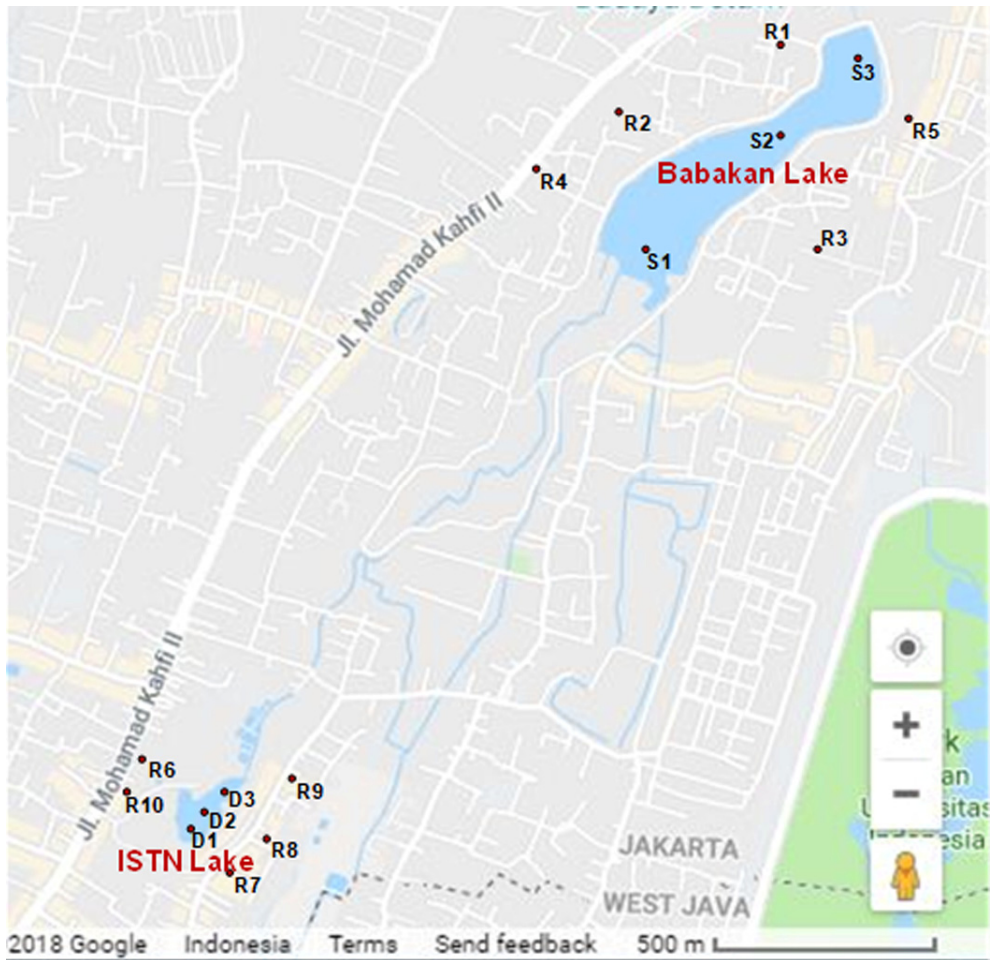 R1
S3
R2
R5
S2
Babakan Lake
R4
R3
S1
Jl. Mohamad Kahfi II
Jl. Mohamad Kahfi II
R6
R9
R10
D3
D2
D1
R8
ISTN Lake
R7
JAKARTA
WEST JAVA
2018 Google Indonesia Terms Send feedback 500 m